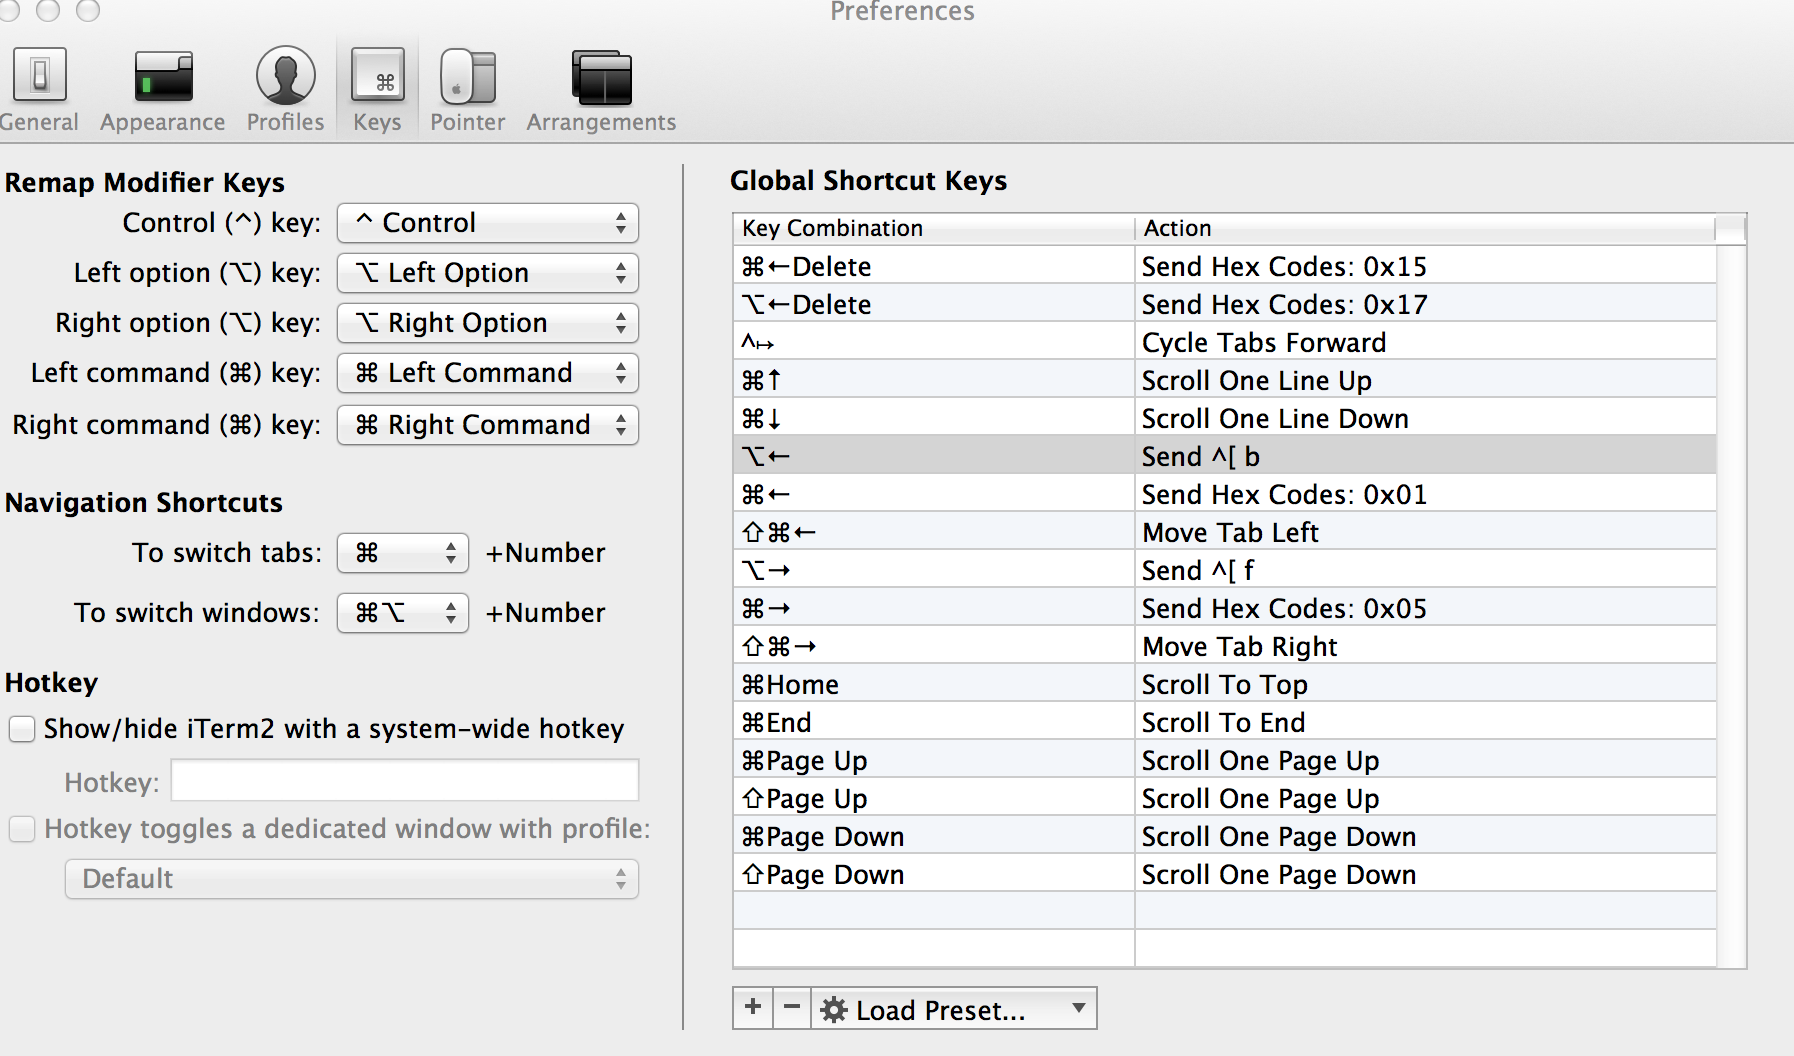 Preferences
General Appearance Profiles Keys Pointer Arrangements
Remap Modifier Keys
Control (^) key: ^ Control
Left option (⌥) key: ⌥ Left Option
Right option (⌥) key: ⌥ Right Option
Left command (⌘) key: ⌘ Left Command
Right command (⌘) key: ⌘ Right Command
Navigation Shortcuts
To switch tabs: ⌘ +Number
To switch windows: ⌘⌥ +Number
Hotkey
Show/hide iTerm2 with a system-wide hotkey
Hotkey:
Hotkey toggles a dedicated window with profile:
Default
Global Shortcut Keys
Key Combination Action
⌘←Delete Send Hex Codes: 0x15
⌥←Delete Send Hex Codes: 0x17
^↦ Cycle Tabs Forward
⌘↑ Scroll One Line Up
⌘↓ Scroll One Line Down
⌥← Send ^[ b
⌘← Send Hex Codes: 0x01
⇧⌘← Move Tab Left
⌥→ Send ^[ f
⌘→ Send Hex Codes: 0x05
⇧⌘→ Move Tab Right
⌘Home Scroll To Top
⌘End Scroll To End
⌘Page Up Scroll One Page Up
⇧Page Up Scroll One Page Up
⌘Page Down Scroll One Page Down
⇧Page Down Scroll One Page Down
+ − Load Preset...